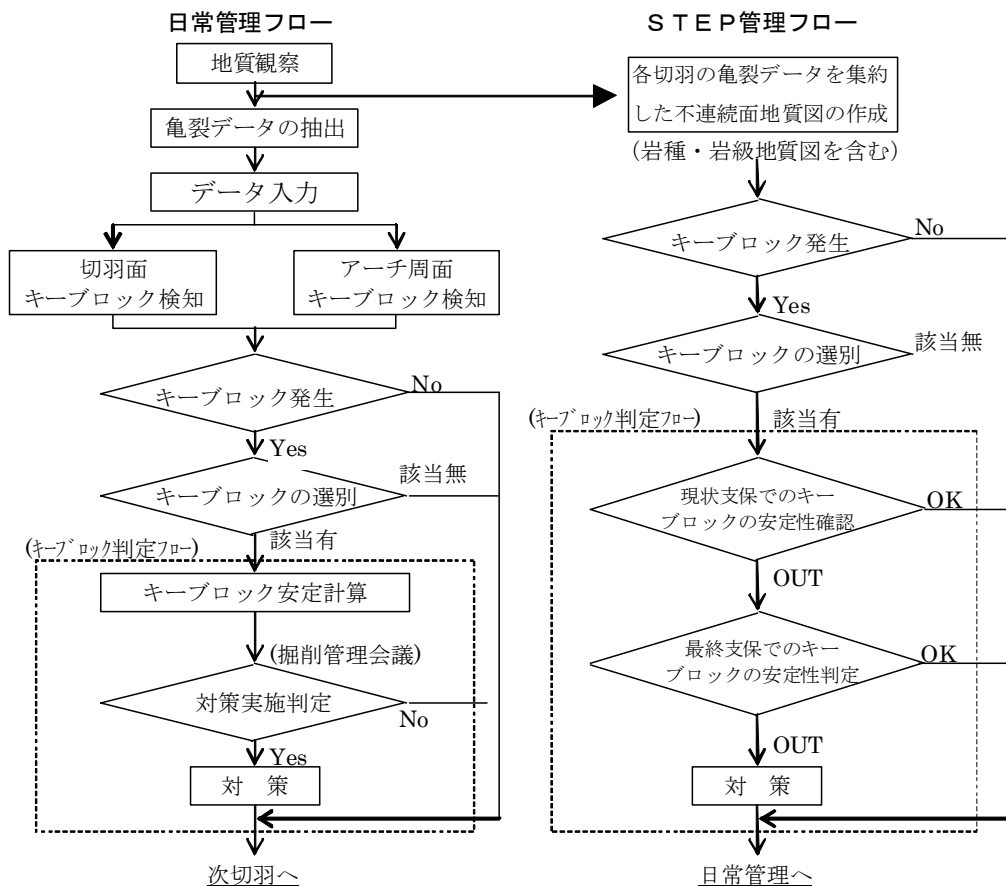 日常管理フロー
地質観察
亀裂データの抽出
データ入力
切羽面
キーブロック検知
アーチ周面
キーブロック検知
キーブロック発生
No
Yes
キーブロックの選別
該当無
該当有
(ｷｰﾌﾞﾛｯｸ判定ﾌﾛｰ)
キーブロック安定計算
(掘削管理会議)
対策実施判定
No
Yes
対　策
次切羽へ
ＳＴＥＰ管理フロー
各切羽の亀裂データを集約
した不連続面地質図の作成
（岩種・岩級地質図を含む）
キーブロック発生
No
Yes
キーブロックの選別
該当無
該当有
(ｷｰﾌﾞﾛｯｸ判定ﾌﾛｰ)
現状支保でのキー
ブロックの安定性確認
OK
OUT
最終支保でのキー
ブロックの安定性判定
OK
OUT
対　策
日常管理へ